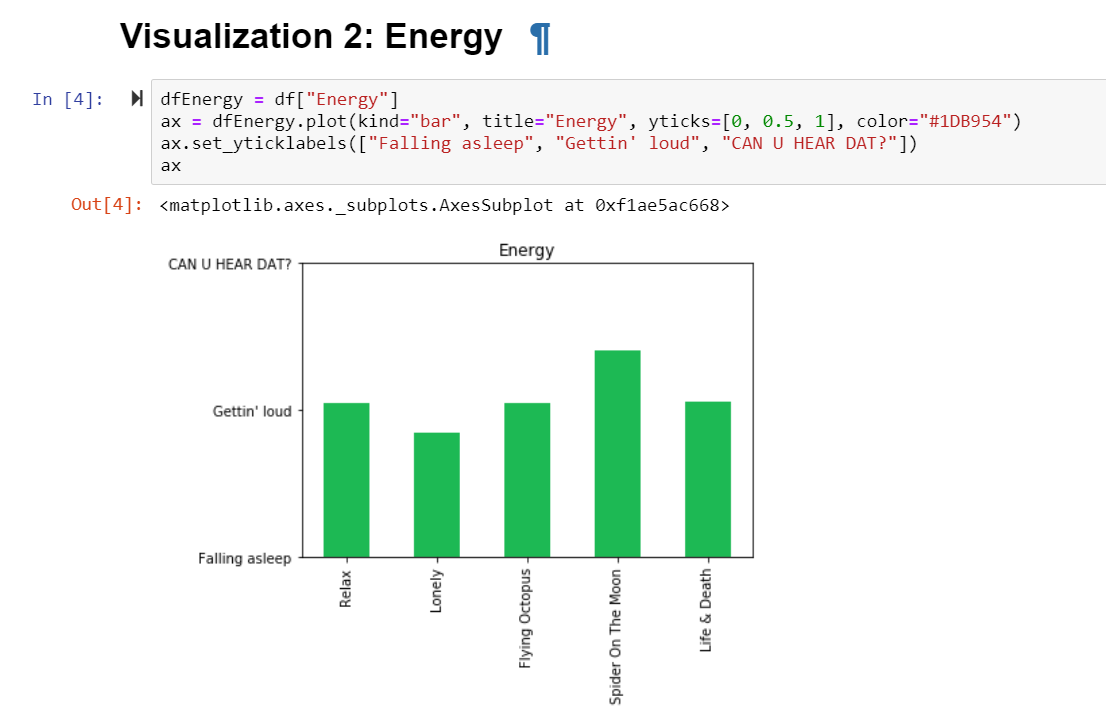 Visualization 2: Energy ¶
In [4]:
dfEnergy = df["Energy"]
ax = dfEnergy.plot(kind="bar", title="Energy", yticks=[0, 0.5, 1], color="#1DB954")
ax.set_yticklabels(["Falling asleep", "Gettin' loud", "CAN U HEAR DAT?"])
ax
Out[4]: <matplotlib.axes._subplots.AxesSubplot at 0xf1ae5ac668>
Energy
CAN U HEAR DAT?
Gettin' loud
Falling asleep
Relax
Lonely
Flying Octopus
Spider On The Moon
Life & Death